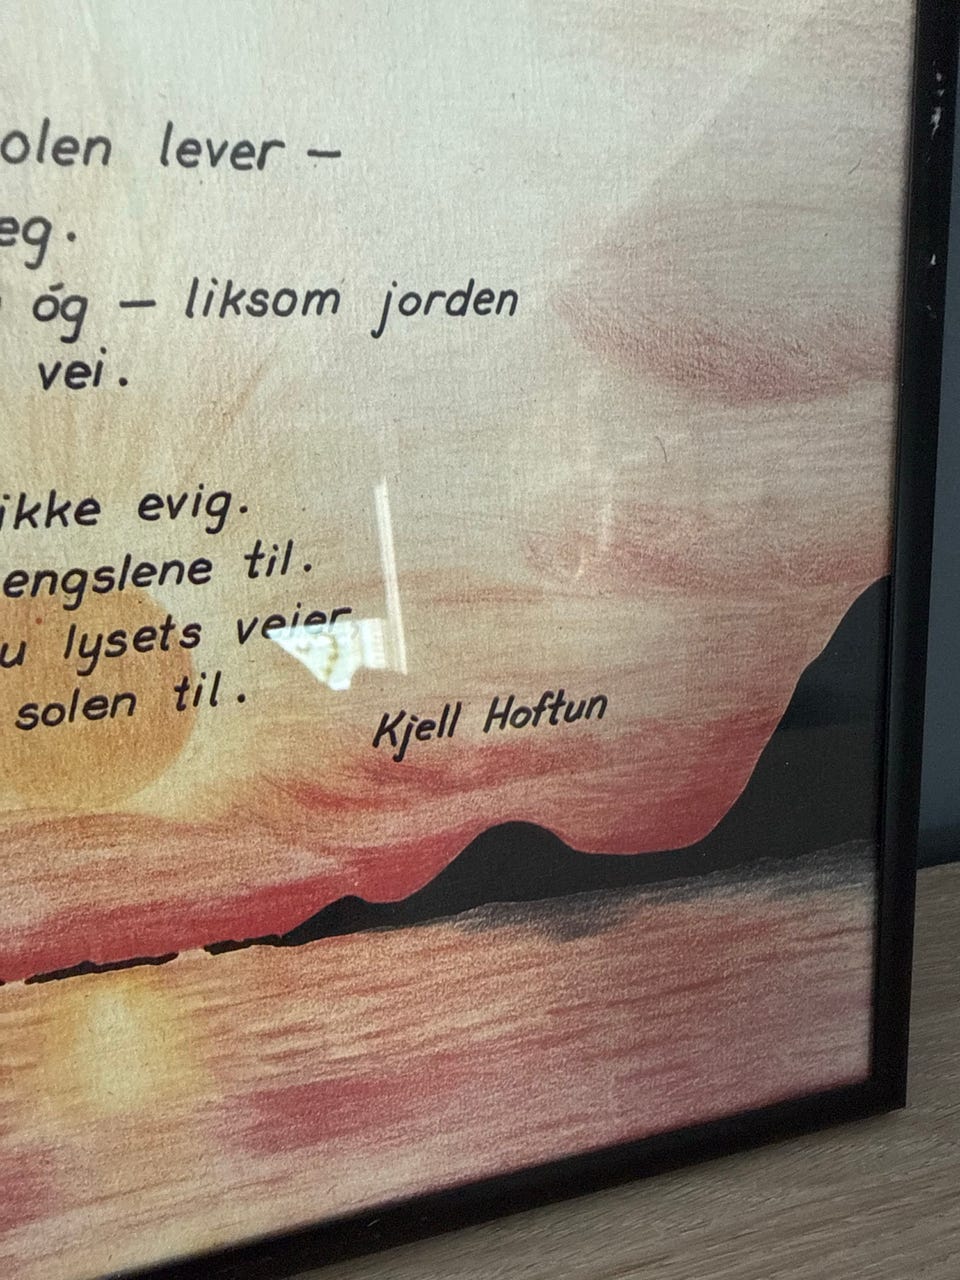 olen lever –
eg.
óg – liksom jorden
vei.
ikke evig.
engslene til.
u lysets veier,
solen til.
Kjell Hoftun